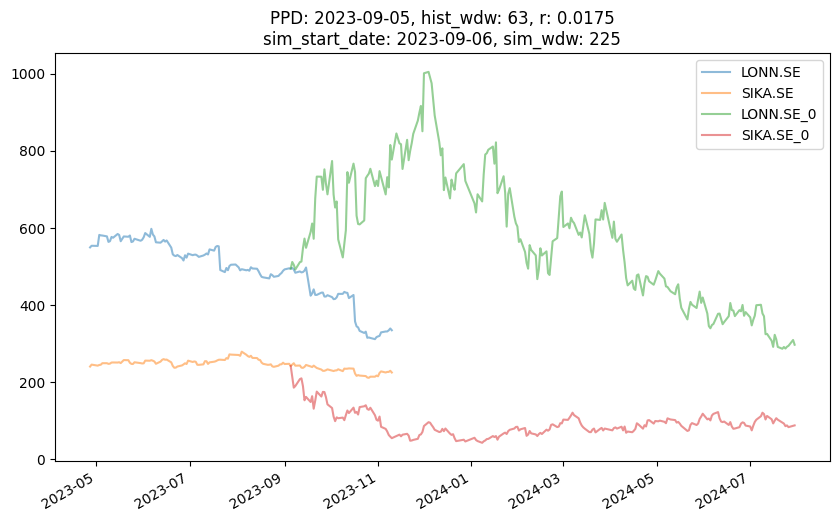 PPD: 2023-09-05, hist_wdw: 63, r: 0.0175
sim_start_date: 2023-09-06, sim_wdw: 225
LONN.SE
SIKA.SE
LONN.SE_0
SIKA.SE_0
1000
800
600
400
200
0
2023-05
2023-07
2023-09
2023-11
2024-01
2024-03
2024-05
2024-07